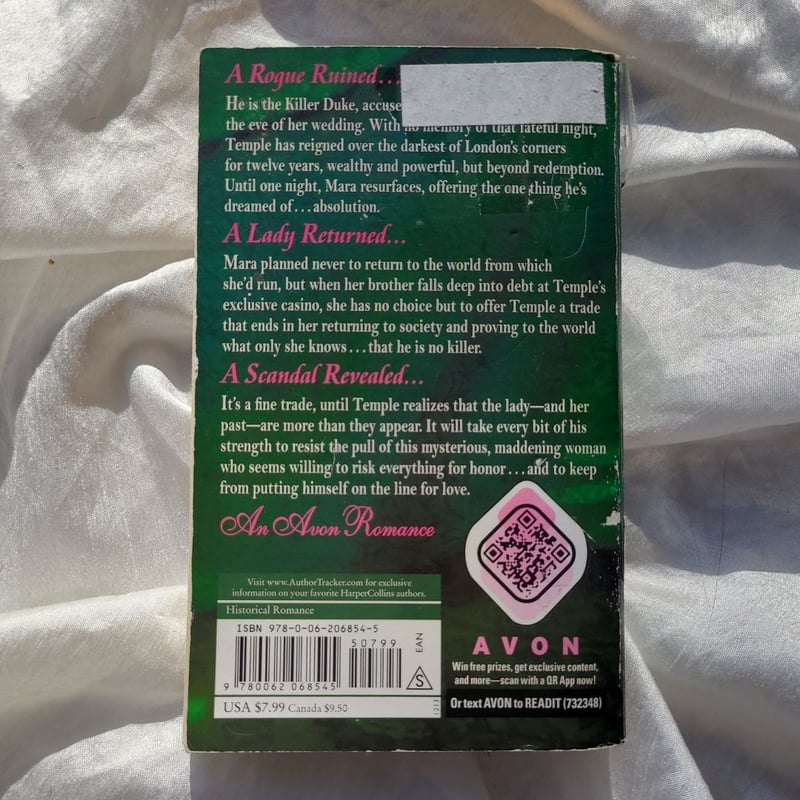 A Rogue Ruined...
He is the Killer Duke, accuse
the eve of her wedding. With no memory of that fateful night,
Temple has reigned over the darkest of London's corners
for twelve years, wealthy and powerful, but beyond redemption.
Until one night, Mara resurfaces, offering the one thing he's
dreamed of...absolution.
A Lady Returned...
Mara planned never to return to the world from which
she'd run, but when her brother falls deep into debt at Temple's
exclusive casino, she has no choice but to offer Temple a trade
that ends in her returning to society and proving to the world
what only she knows...that he is no killer.
A Scandal Revealed...
It's a fine trade, until Temple realizes that the lady—and her
past—are more than they appear. It will take every bit of his
strength to resist the pull of this mysterious, maddening woman
who seems willing to risk everything for honor...and to keep
from putting himself on the line for love.
An Avon Romance
Visit www.AuthorTracker.com for exclusive
information on your favorite HarperCollins authors.
Historical Romance
ISBN 978-0-06-206854-5
50799
EAN
9 780062 068545
S
USA $7.99 Canada $9.50
1213
AVON
Win free prizes, get exclusive content,
and more—scan with a QR App now!
Or text AVON to READIT (732348)